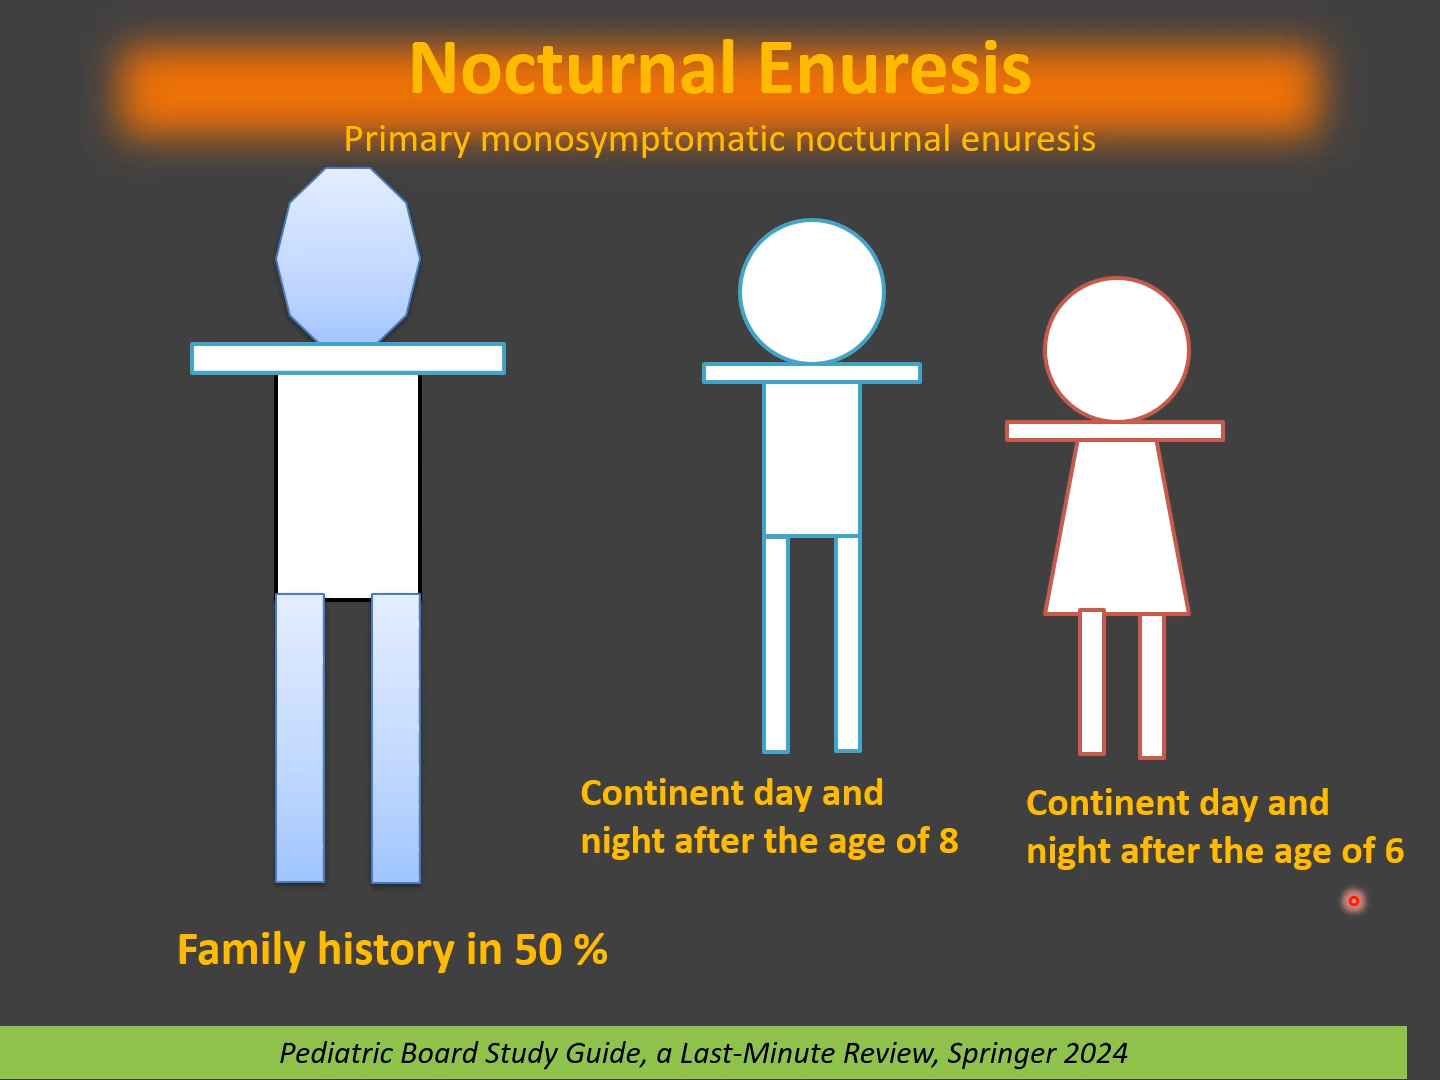 Nocturnal Enuresis
Primary monosymptomatic nocturnal enuresis
Continent day and
night after the age of 8
Continent day and
night after the age of 6
Family history in 50 %
Pediatric Board Study Guide, a Last-Minute Review, Springer 2024